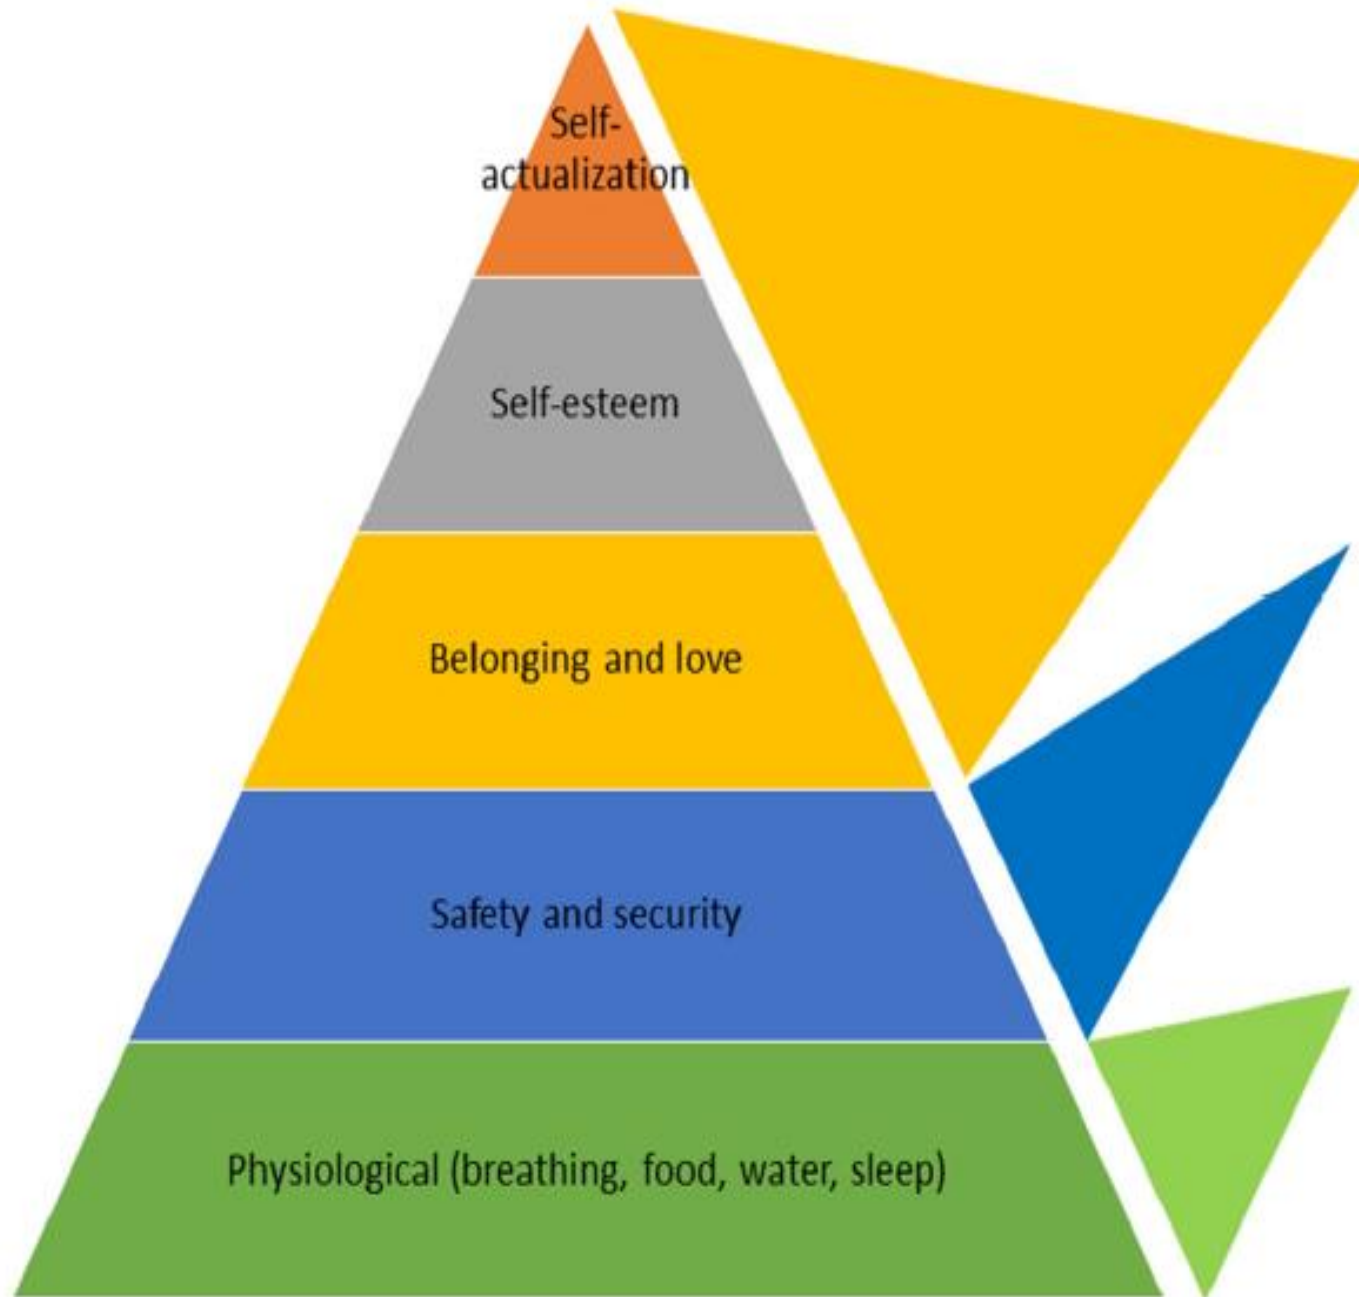 Self-
actualization
Self-esteem
Belonging and love
Safety and security
Physiological (breathing, food, water, sleep)